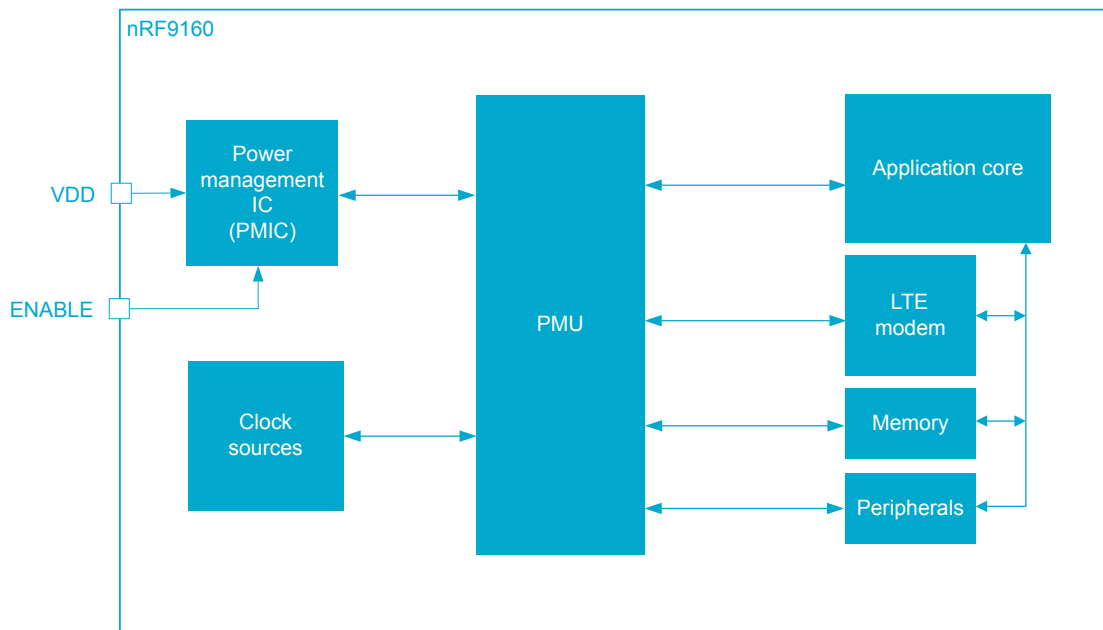 nRF9160
Power
management
IC
(PMIC)
VDD
ENABLE
Clock
sources
PMU
Application core
LTE
modem
Memory
Peripherals